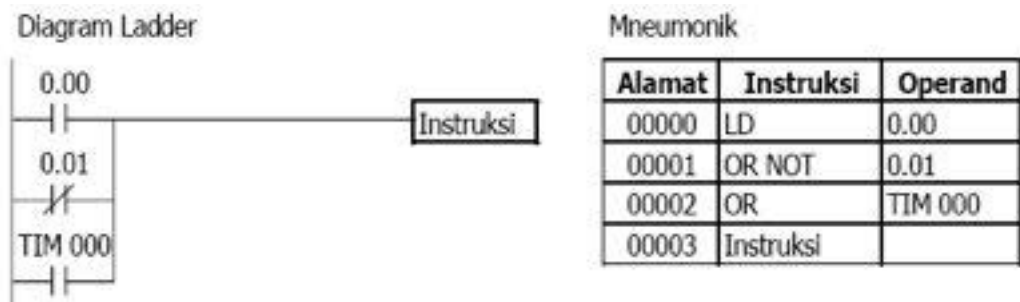 Diagram Ladder
0.00
Instruksi
0.01
TIM 000
Mneumonik
Alamat Instruksi Operand
00000 LD 0.00
00001 OR NOT 0.01
00002 OR TIM 000
00003 Instruksi